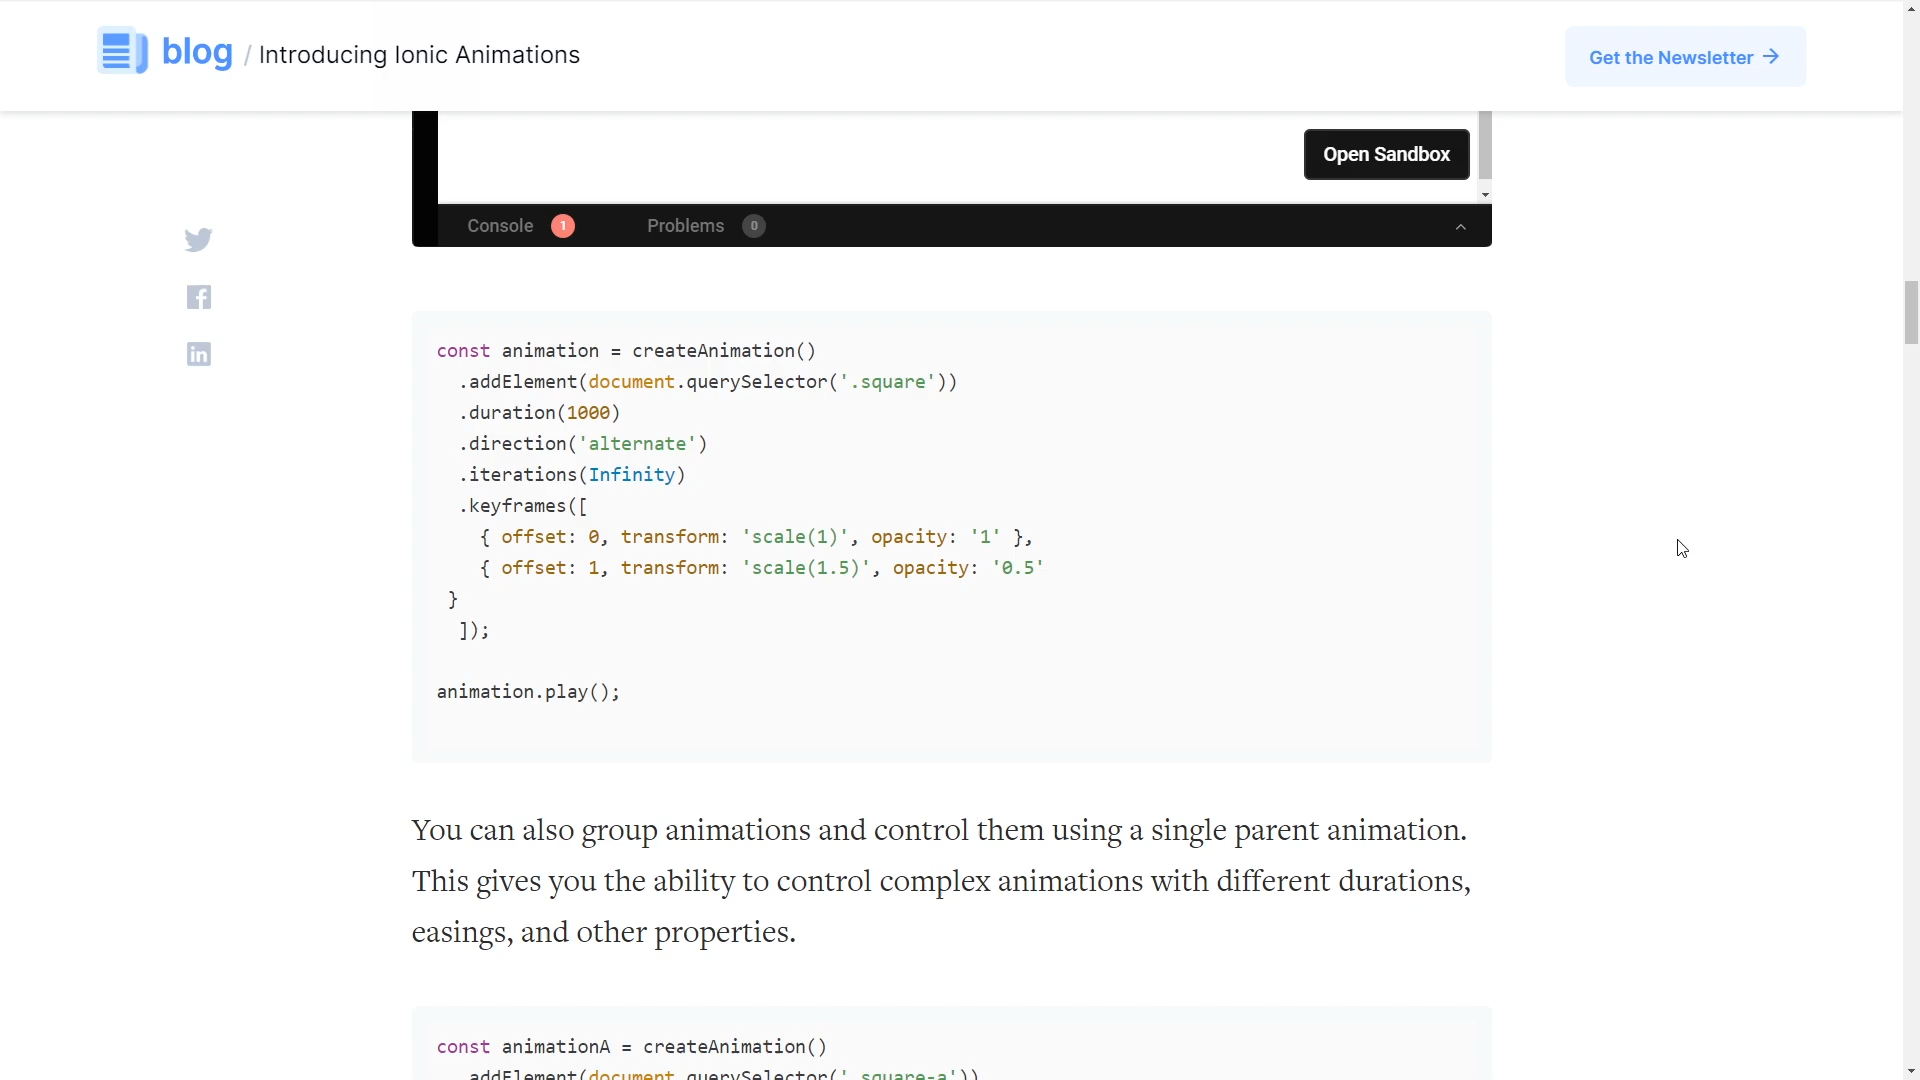 blog / Introducing Ionic Animations
Get the Newsletter →
Open Sandbox
Console 1 Problems 0
const animation = createAnimation()
  .addElement(document.querySelector('.square'))
  .duration(1000)
  .direction('alternate')
  .iterations(Infinity)
  .keyframes([
    { offset: 0, transform: 'scale(1)', opacity: '1' },
    { offset: 1, transform: 'scale(1.5)', opacity: '0.5'
 }
  ]);
animation.play();
You can also group animations and control them using a single parent animation.
This gives you the ability to control complex animations with different durations,
easings, and other properties.
const animationA = createAnimation()
  .addElement(document.querySelector('.square-a'))